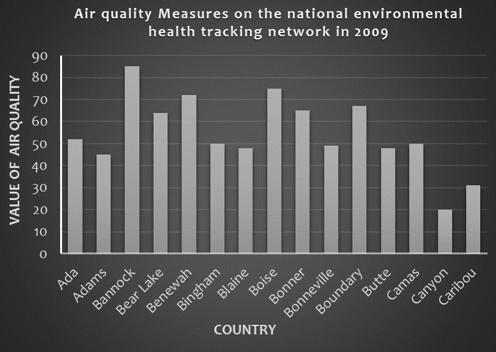 Air quality Measures on the national environmental
health tracking network in 2009
VALUE OF AIR QUALITY
90
80
70
60
50
40
30
20
10
0
Ada
Adams
Bannock
Bear Lake
Benewah
Bingham
Blaine
Boise
Bonner
Bonneville
Boundary
Butte
Camas
Canyon
Caribou
COUNTRY